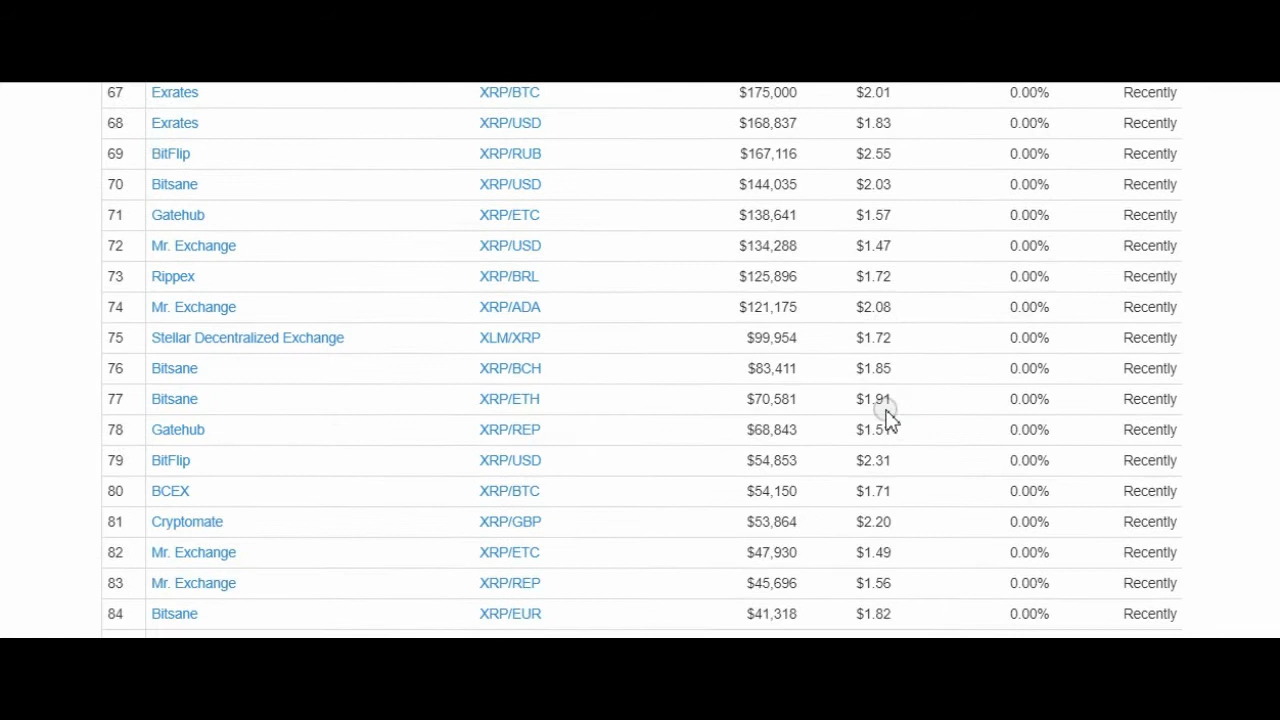 67 Exrates XRP/BTC $175,000 $2.01 0.00% Recently
68 Exrates XRP/USD $168,837 $1.83 0.00% Recently
69 BitFlip XRP/RUB $167,116 $2.55 0.00% Recently
70 Bitsane XRP/USD $144,035 $2.03 0.00% Recently
71 Gatehub XRP/ETC $138,641 $1.57 0.00% Recently
72 Mr. Exchange XRP/USD $134,288 $1.47 0.00% Recently
73 Rippex XRP/BRL $125,896 $1.72 0.00% Recently
74 Mr. Exchange XRP/ADA $121,175 $2.08 0.00% Recently
75 Stellar Decentralized Exchange XLM/XRP $99,954 $1.72 0.00% Recently
76 Bitsane XRP/BCH $83,411 $1.85 0.00% Recently
77 Bitsane XRP/ETH $70,581 $1.91 0.00% Recently
78 Gatehub XRP/REP $68,843 0.00% Recently
79 BitFlip XRP/USD $54,853 $2.31 0.00% Recently
80 BCEX XRP/BTC $54,150 $1.71 0.00% Recently
81 Cryptomate XRP/GBP $53,864 $2.20 0.00% Recently
82 Mr. Exchange XRP/ETC $47,930 $1.49 0.00% Recently
83 Mr. Exchange XRP/REP $45,696 $1.56 0.00% Recently
84 Bitsane XRP/EUR $41,318 $1.82 0.00% Recently